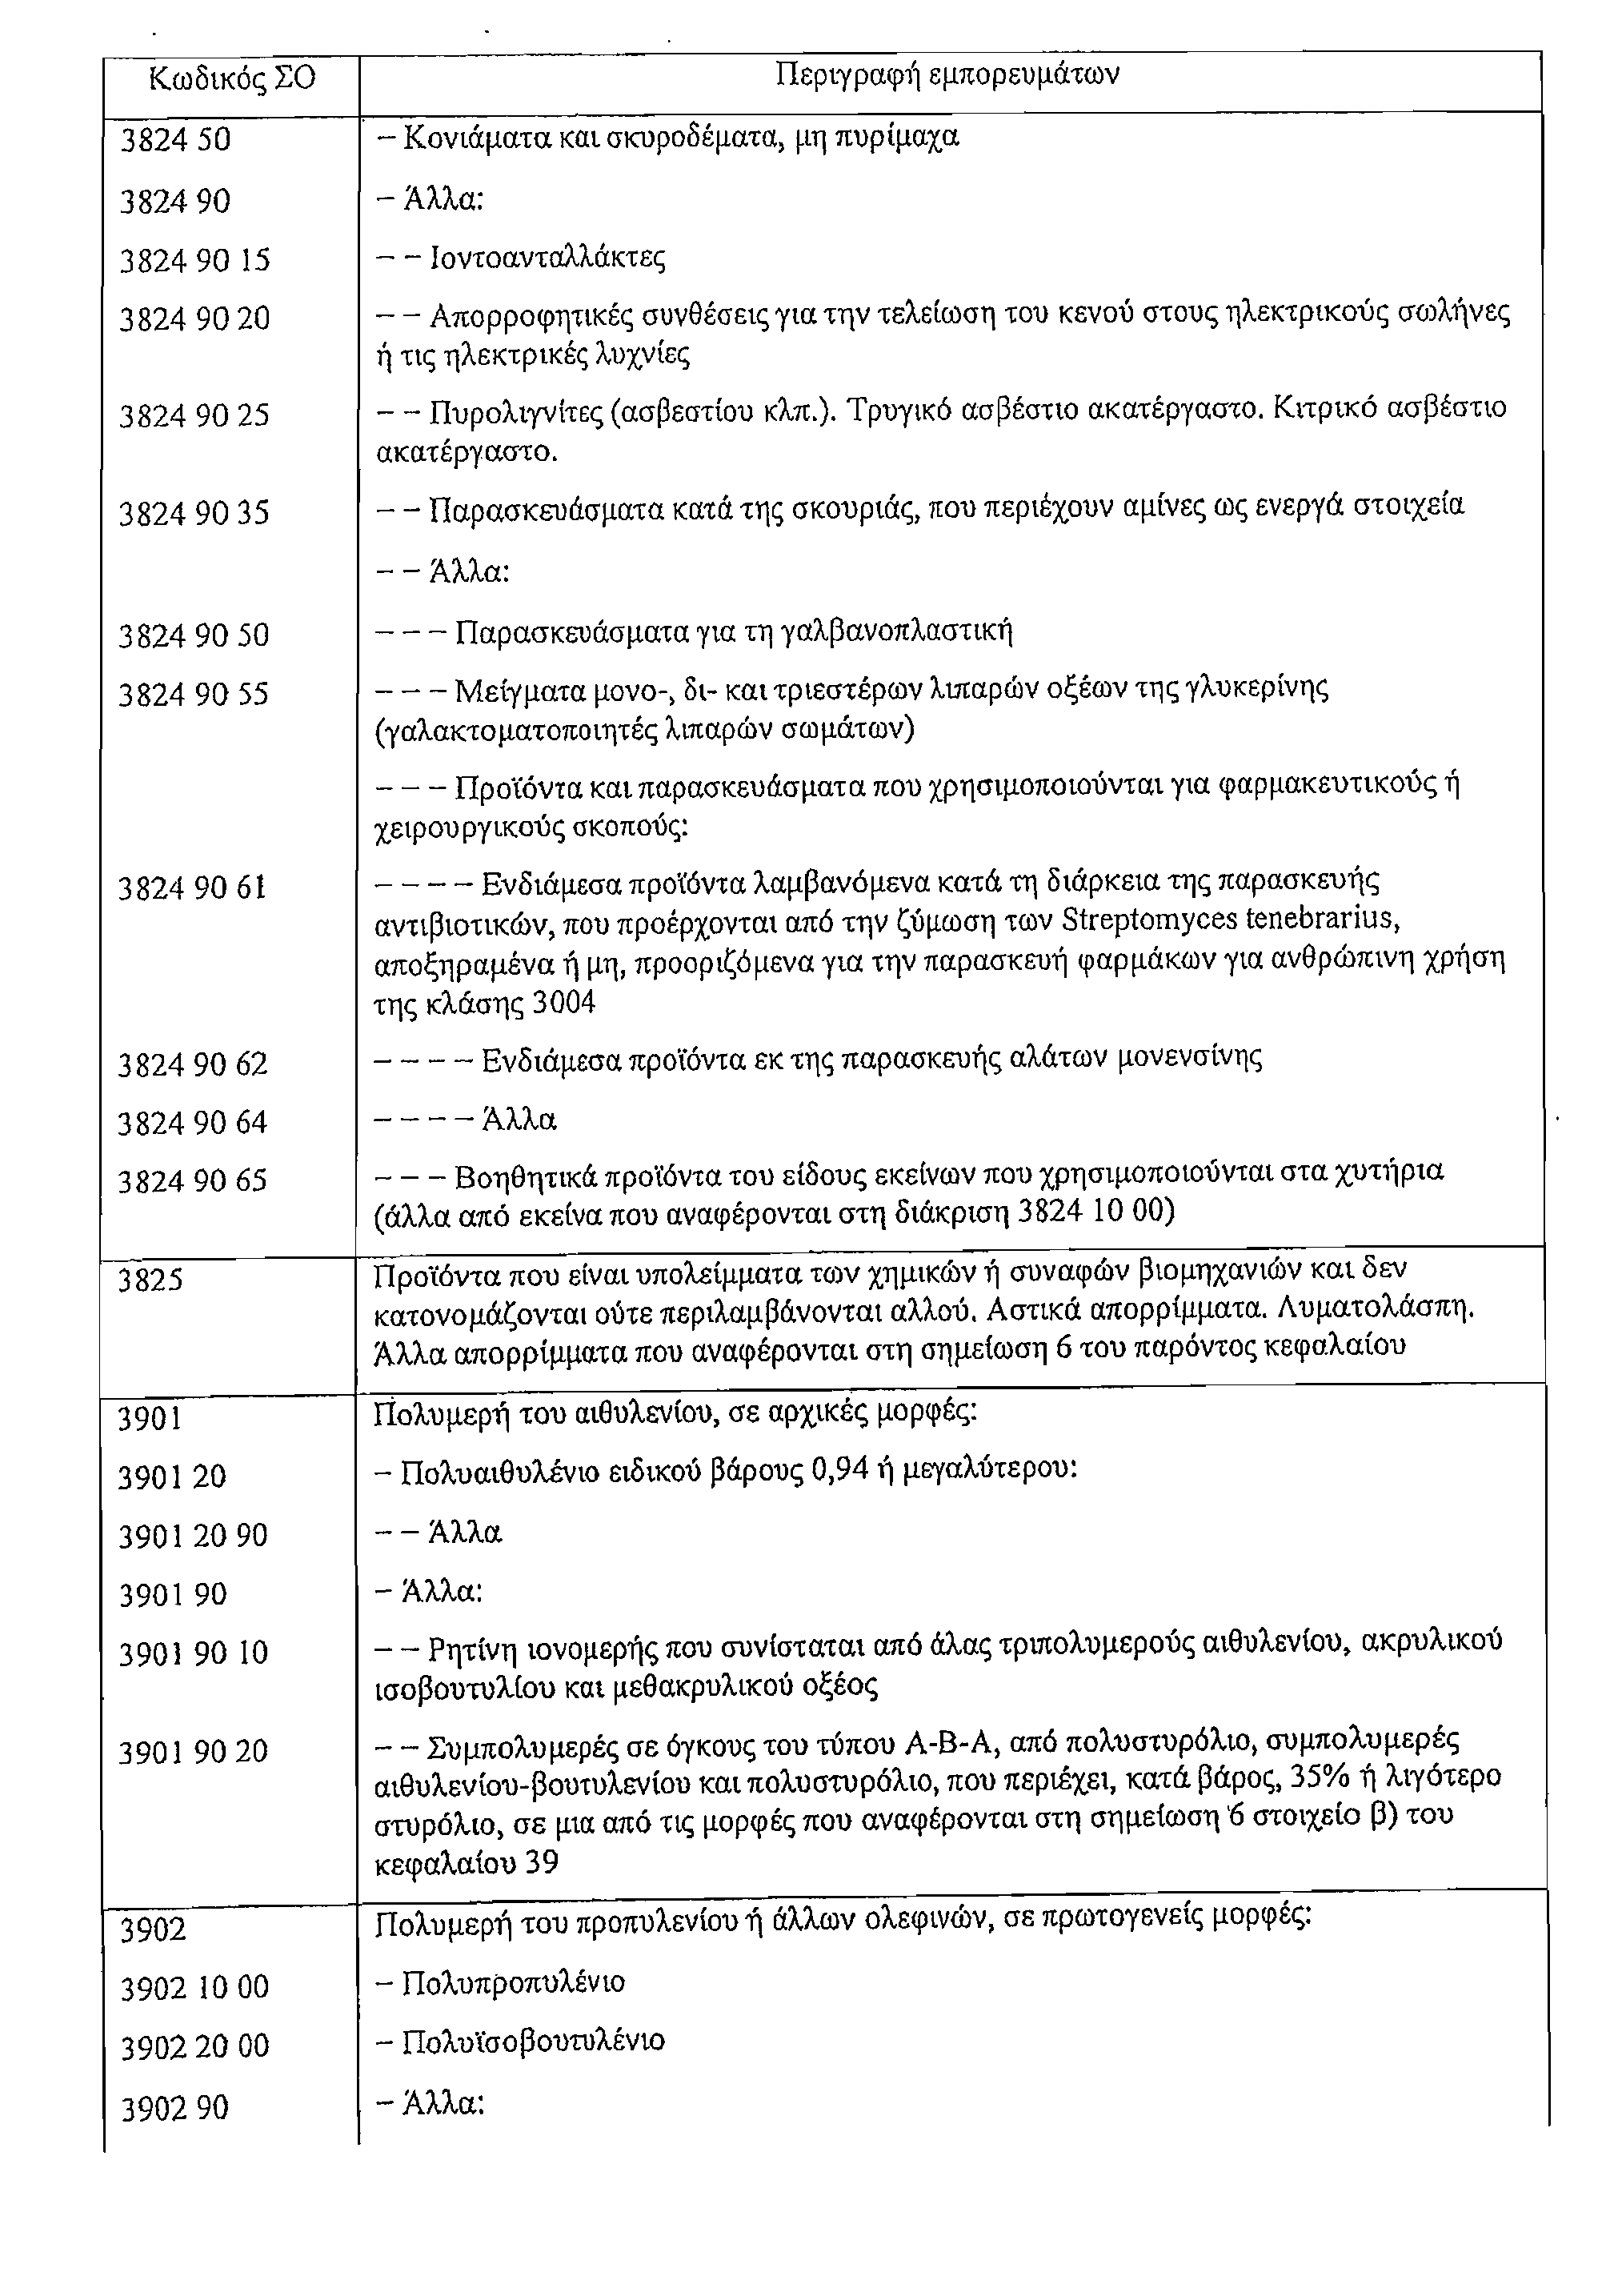 Κωδικός ΣΟ Περιγραφή εμπορευμάτων
3824 50 – Κονιάματα και σκυροδέματα, μη πυρίμαχα
3824 90 – Άλλα:
3824 90 15 – – Ιοντοανταλλάκτες
3824 90 20 – – Απορροφητικές συνθέσεις για την τελείωση του κενού στους ηλεκτρικούς σωλήνες
ή τις ηλεκτρικές λυχνίες
3824 90 25 – – Πυρολιγνίτες (ασβεστίου κλπ.). Τρυγικό ασβέστιο ακατέργαστο. Κιτρικό ασβέστιο
ακατέργαστο.
3824 90 35 – – Παρασκευάσματα κατά της σκουριάς, που περιέχουν αμίνες ως ενεργά στοιχεία
– – Άλλα:
3824 90 50 – – – Παρασκευάσματα για τη γαλβανοπλαστική
3824 90 55 – – – Μείγματα μονο-, δι- και τριεστέρων λιπαρών οξέων της γλυκερίνης
(γαλακτοματοποιητές λιπαρών σωμάτων)
– – – Προϊόντα και παρασκευάσματα που χρησιμοποιούνται για φαρμακευτικούς ή
χειρουργικούς σκοπούς:
3824 90 61 – – – – Ενδιάμεσα προϊόντα λαμβανόμενα κατά τη διάρκεια της παρασκευής
αντιβιοτικών, που προέρχονται από την ζύμωση των Streptomyces tenebrarius,
αποξηραμένα ή μη, προοριζόμενα για την παρασκευή φαρμάκων για ανθρώπινη χρήση
της κλάσης 3004
3824 90 62 – – – – Ενδιάμεσα προϊόντα εκ της παρασκευής αλάτων μονενσίνης
3824 90 64 – – – – Άλλα
3824 90 65 – – – Βοηθητικά προϊόντα του είδους εκείνων που χρησιμοποιούνται στα χυτήρια
(άλλα από εκείνα που αναφέρονται στη διάκριση 3824 10 00)
3825 Προϊόντα που είναι υπολείμματα των χημικών ή συναφών βιομηχανιών και δεν
κατονομάζονται ούτε περιλαμβάνονται αλλού. Αστικά απορρίμματα. Λυματολάσπη.
Άλλα απορρίμματα που αναφέρονται στη σημείωση 6 του παρόντος κεφαλαίου
3901 Πολυμερή του αιθυλενίου, σε αρχικές μορφές:
3901 20 – Πολυαιθυλένιο ειδικού βάρους 0,94 ή μεγαλύτερου:
3901 20 90 – – Άλλα
3901 90 – Άλλα:
3901 90 10 – – Ρητίνη ιονομερής που συνίσταται από άλας τριπολυμερούς αιθυλενίου, ακρυλικού
ισοβουτυλίου και μεθακρυλικού οξέος
3901 90 20 – – Συμπολυμερές σε όγκους του τύπου Α-Β-Α, από πολυστυρόλιο, συμπολυμερές
αιθυλενίου-βουτυλενίου και πολυστυρόλιο, που περιέχει, κατά βάρος, 35% ή λιγότερο
στυρόλιο, σε μια από τις μορφές που αναφέρονται στη σημείωση 6 στοιχείο β) του
κεφαλαίου 39
3902 Πολυμερή του προπυλενίου ή άλλων ολεφινών, σε πρωτογενείς μορφές:
3902 10 00 – Πολυπροπυλένιο
3902 20 00 – Πολυϊσοβουτυλένιο
3902 90 – Άλλα: